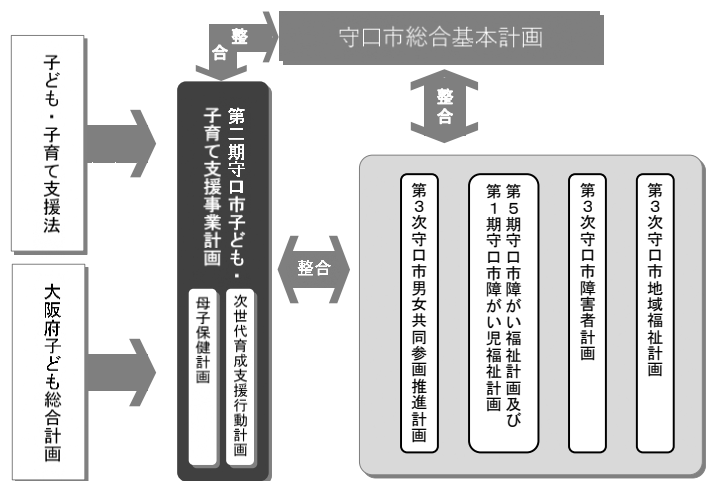 守口市総合基本計画
整
合
整
合
子ども・子育て支援法
大阪府子ども総合計画
第二期守口市子ども・
子育て支援事業計画
次世代育成支援行動計画
母子保健計画
整合
第３次守口市地域福祉計画
第３次守口市障害者計画
第５期守口市障がい福祉計画及び
第１期守口市障がい児福祉計画
第３次守口市男女共同参画推進計画